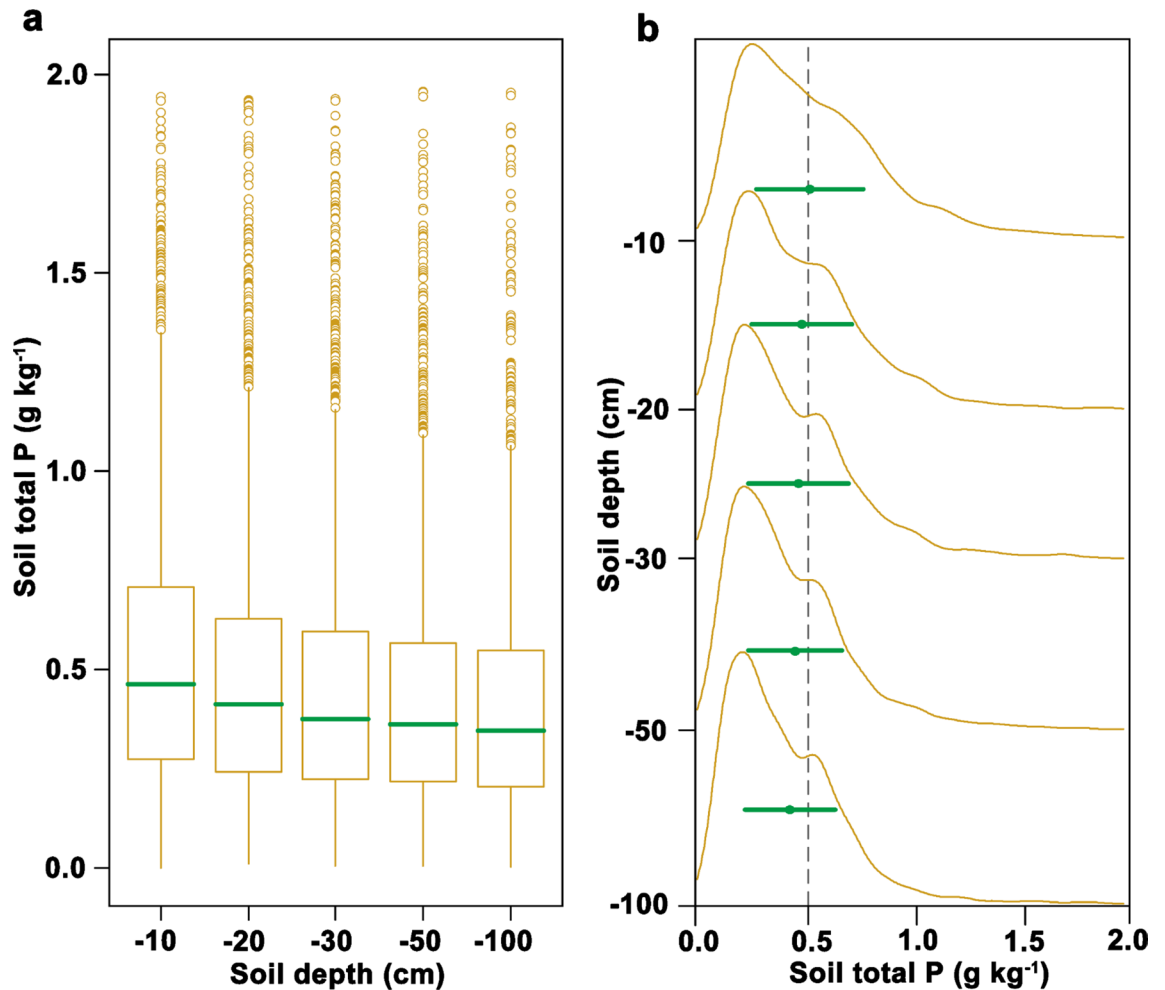 a
2.0
1.5
1.0
0.5
0.0
Soil total P (g kg⁻¹)
-10 -20 -30 -50 -100
Soil depth (cm)
b
-10
-20
-30
-50
-100
Soil depth (cm)
0.0 0.5 1.0 1.5 2.0
Soil total P (g kg⁻¹)